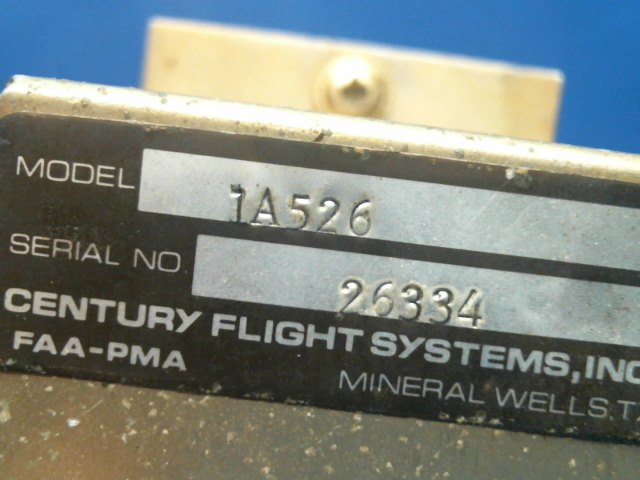 MODEL 1A526
SERIAL NO 26334
CENTURY FLIGHT SYSTEMS, INC
FAA-PMA
MINERAL WELLS, T